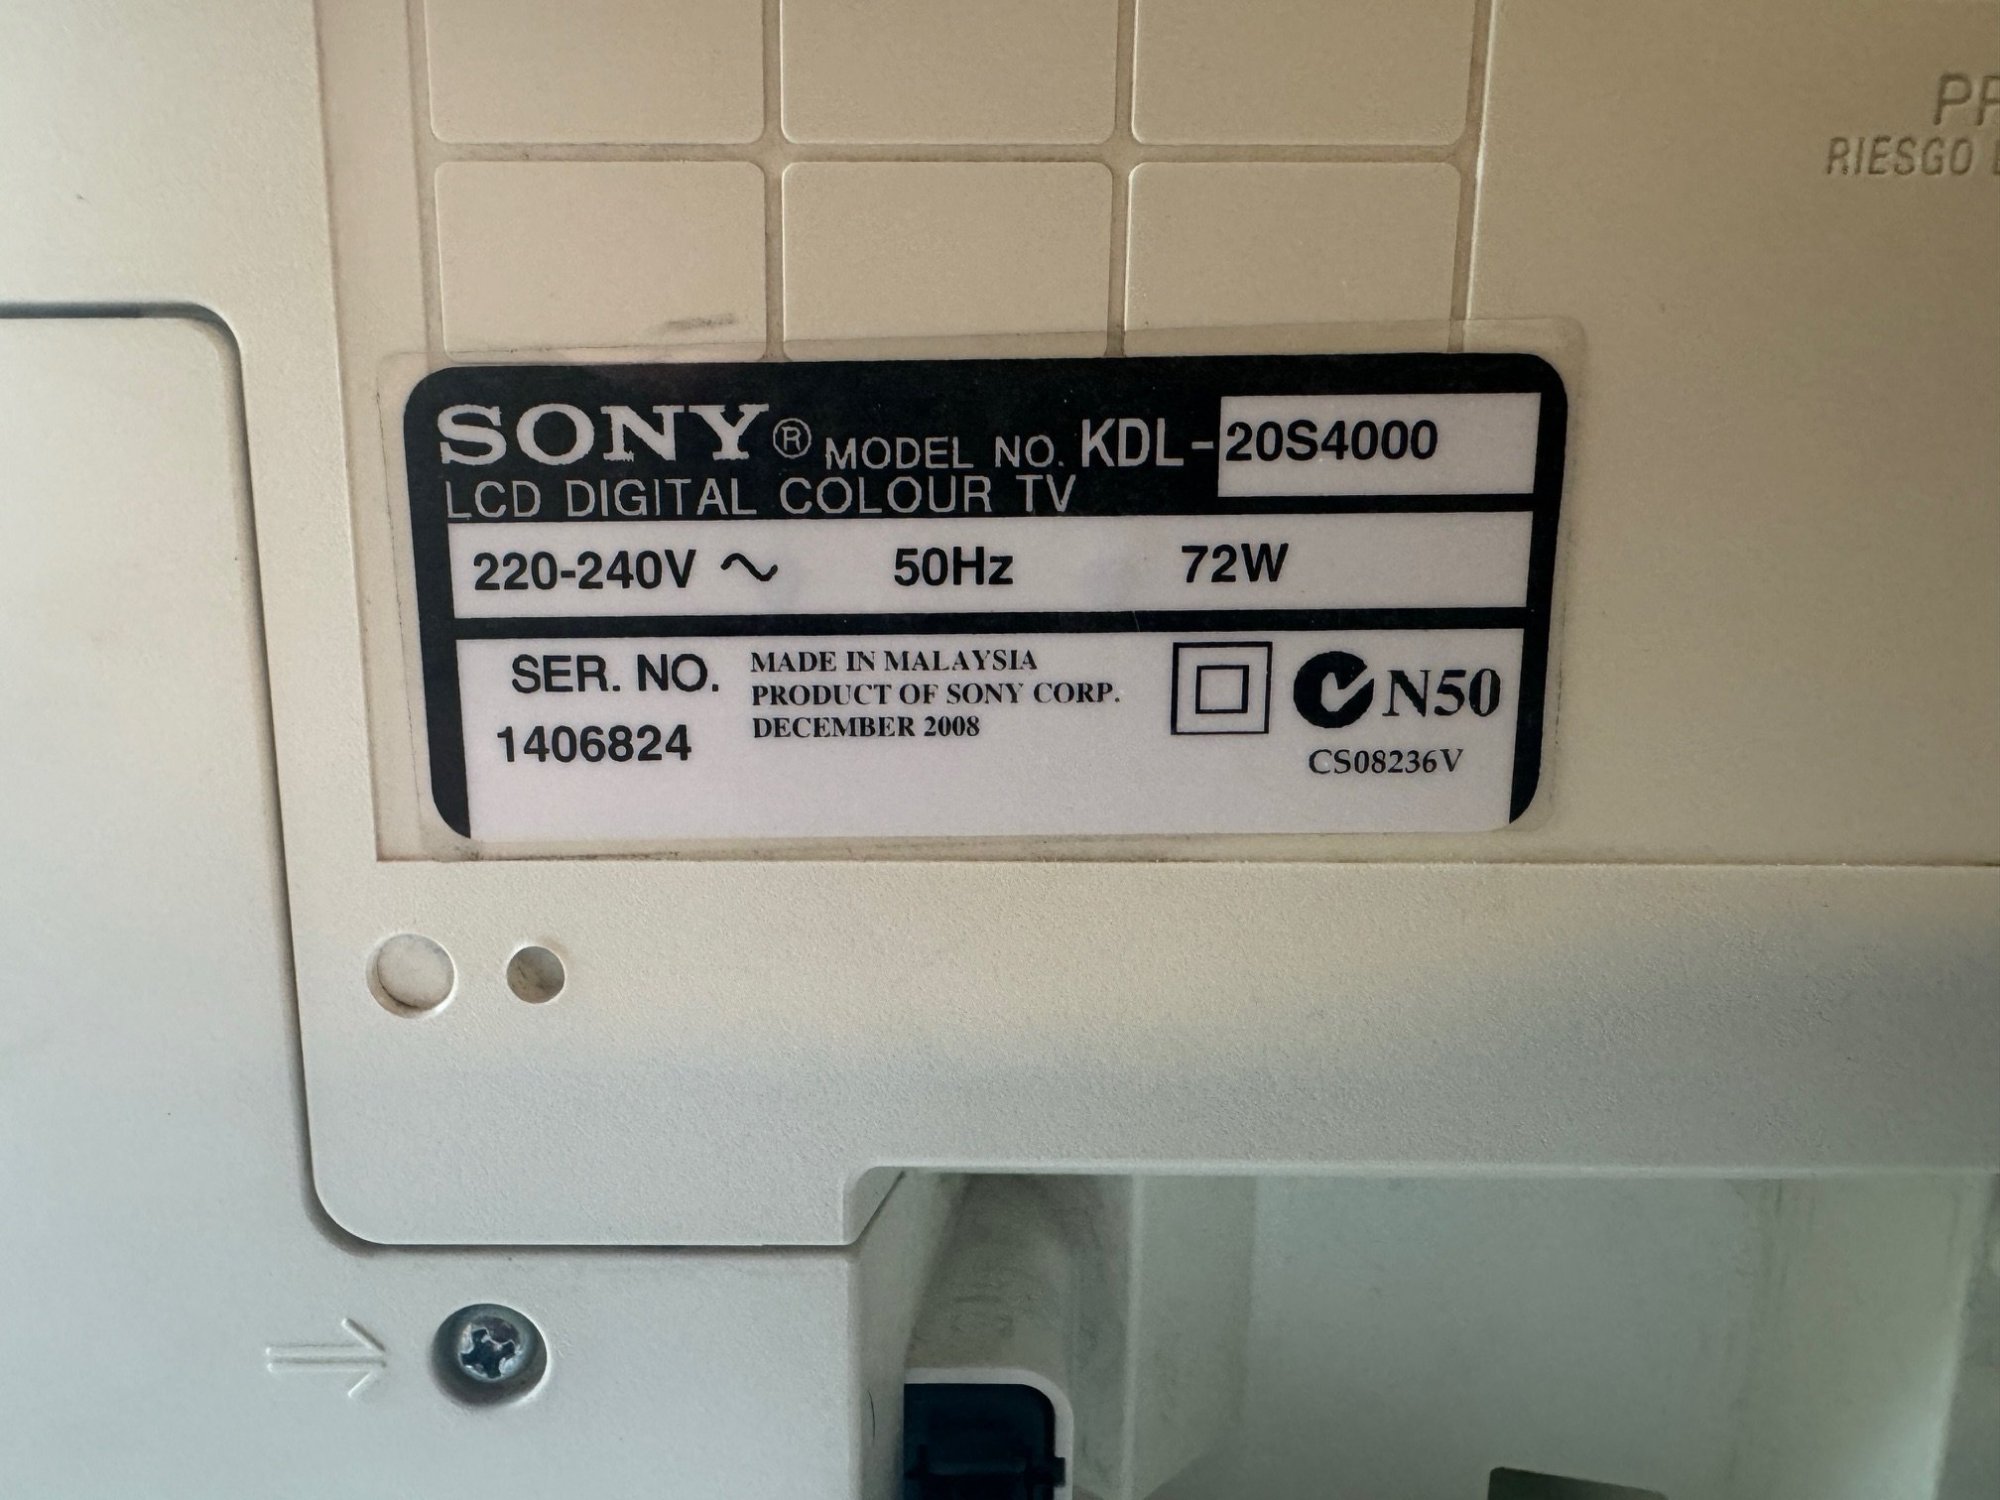 RIESGO
SONY® MODEL NO. KDL-20S4000
LCD DIGITAL COLOUR TV
220-240V ~ 50Hz 72W
SER. NO.
1406824
MADE IN MALAYSIA
PRODUCT OF SONY CORP.
DECEMBER 2008
N50
CS08236V